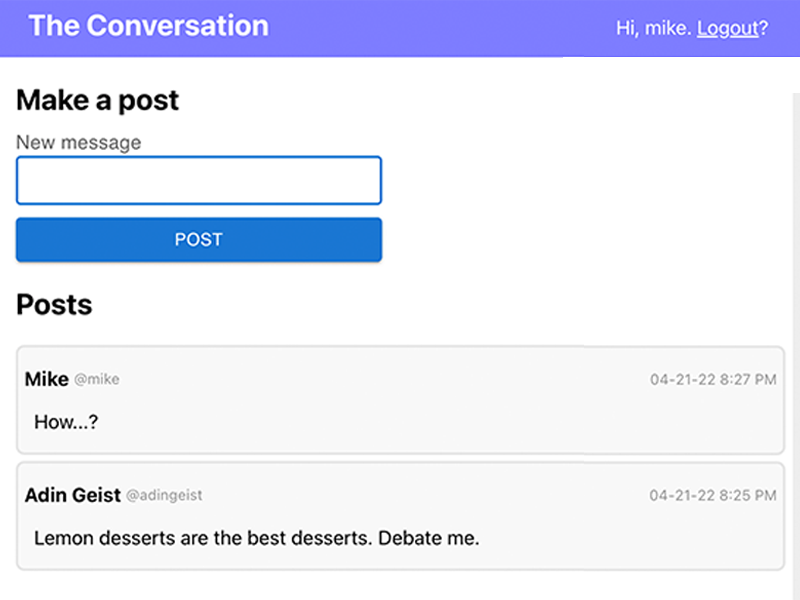 The Conversation
Hi, mike. Logout?
Make a post
New message
POST
Posts
Mike @mike 04-21-22 8:27 PM
How...?
Adin Geist @adingeist 04-21-22 8:25 PM
Lemon desserts are the best desserts. Debate me.